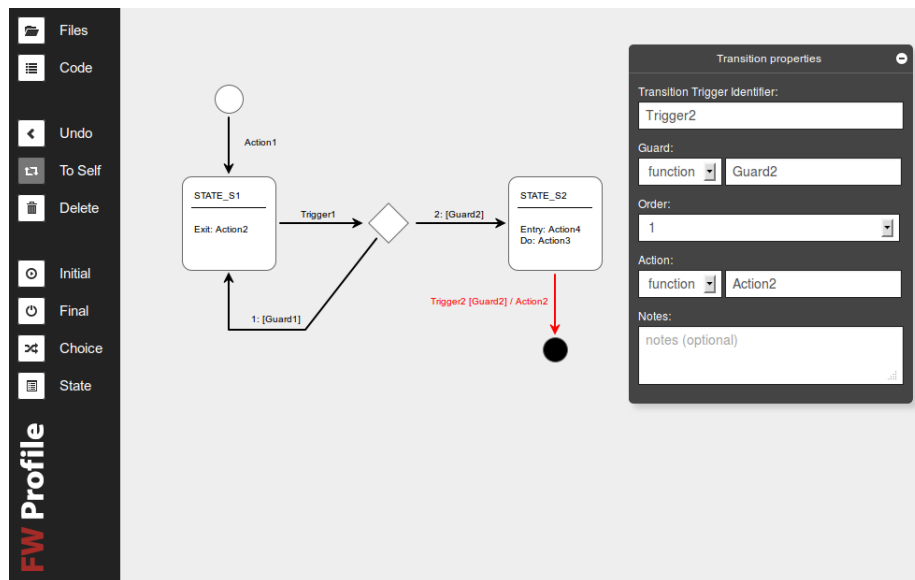 Files
Code
Undo
To Self
Delete
Initial
Final
Choice
State
FW Profile
Action1
STATE_S1
Exit: Action2
Trigger1
2: [Guard2]
1: [Guard1]
STATE_S2
Entry: Action4
Do: Action3
Trigger2 [Guard2] / Action2
Transition properties
Transition Trigger Identifier:
Trigger2
Guard:
function Guard2
Order:
1
Action:
function Action2
Notes:
notes (optional)